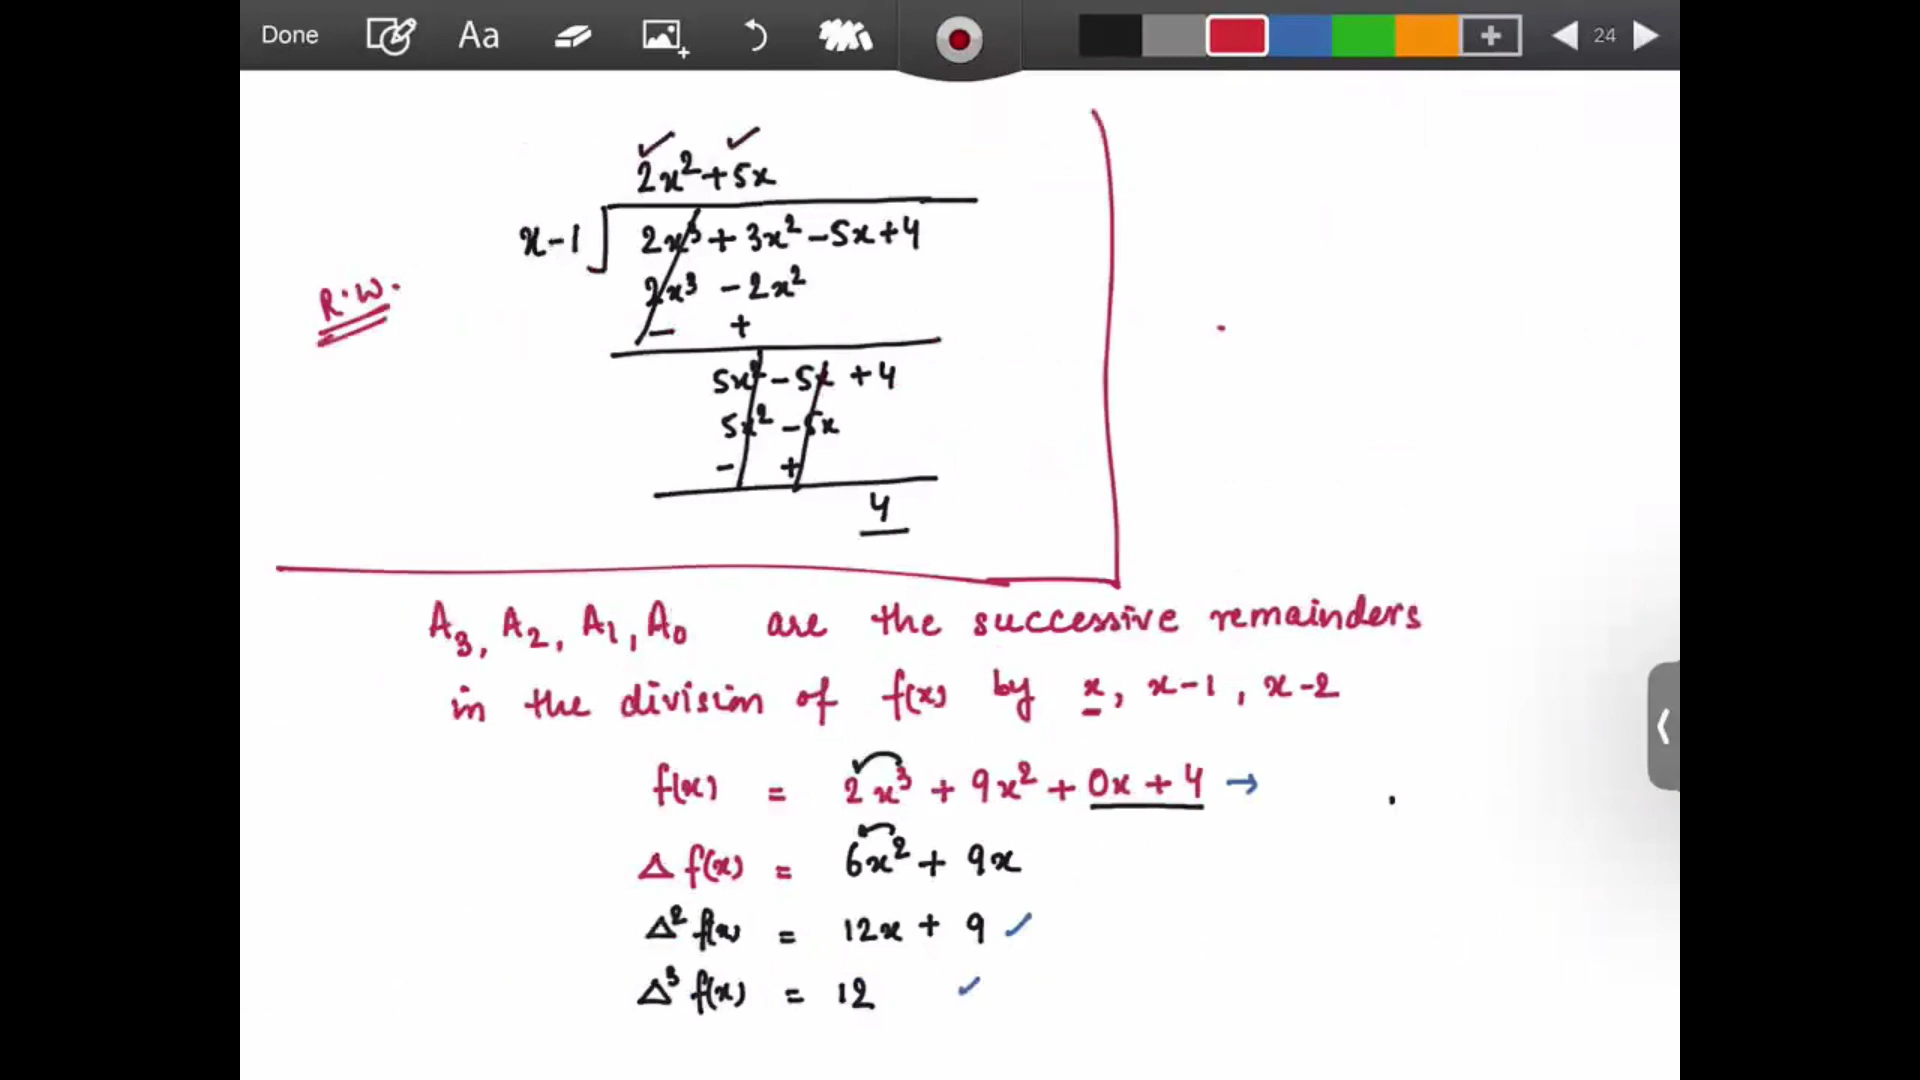 Done Aa 24
2x² + 5x
x-1 2x³ + 3x² - 5x + 4
2x³ - 2x²
- +
R.W.
5x² - 5x + 4
5x² - 5x
- +
4
A₃, A₂, A₁, A₀ are the successive remainders
in the division of f(x) by x, x-1, x-2
f(x) = 2x³ + 9x² + 0x + 4 →
Δ f(x) = 6x² + 9x
Δ² f(x) = 12x + 9
Δ³ f(x) = 12